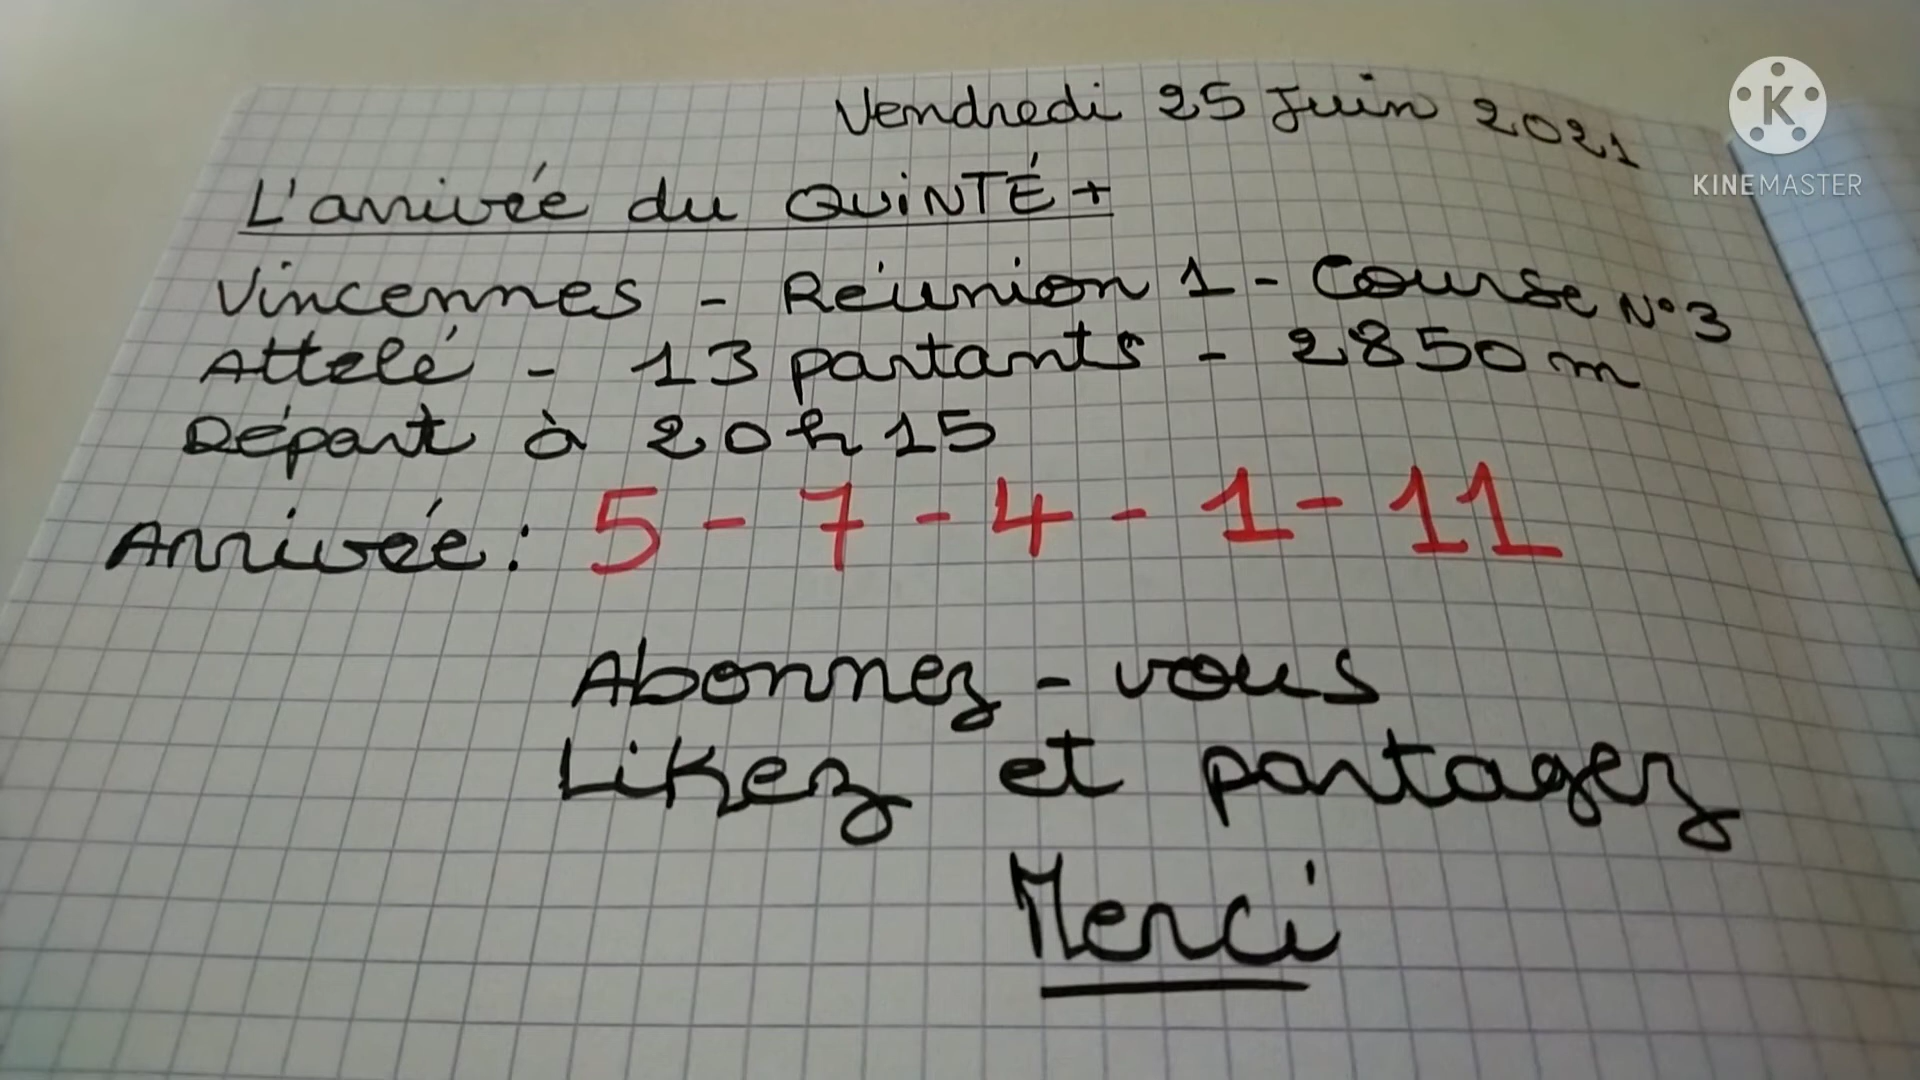 Vendredi 25 Juin 2021
L'arrivée du QUiNTÉ+
Vincennes - Réunion 1 - Course N°3
Attelé - 13 partants - 2850 m
Départ à 20h15
Arrivée : 5 - 7 - 4 - 1 - 11
Abonnez-vous
Likez et partagez
Merci
K
KINEMASTER